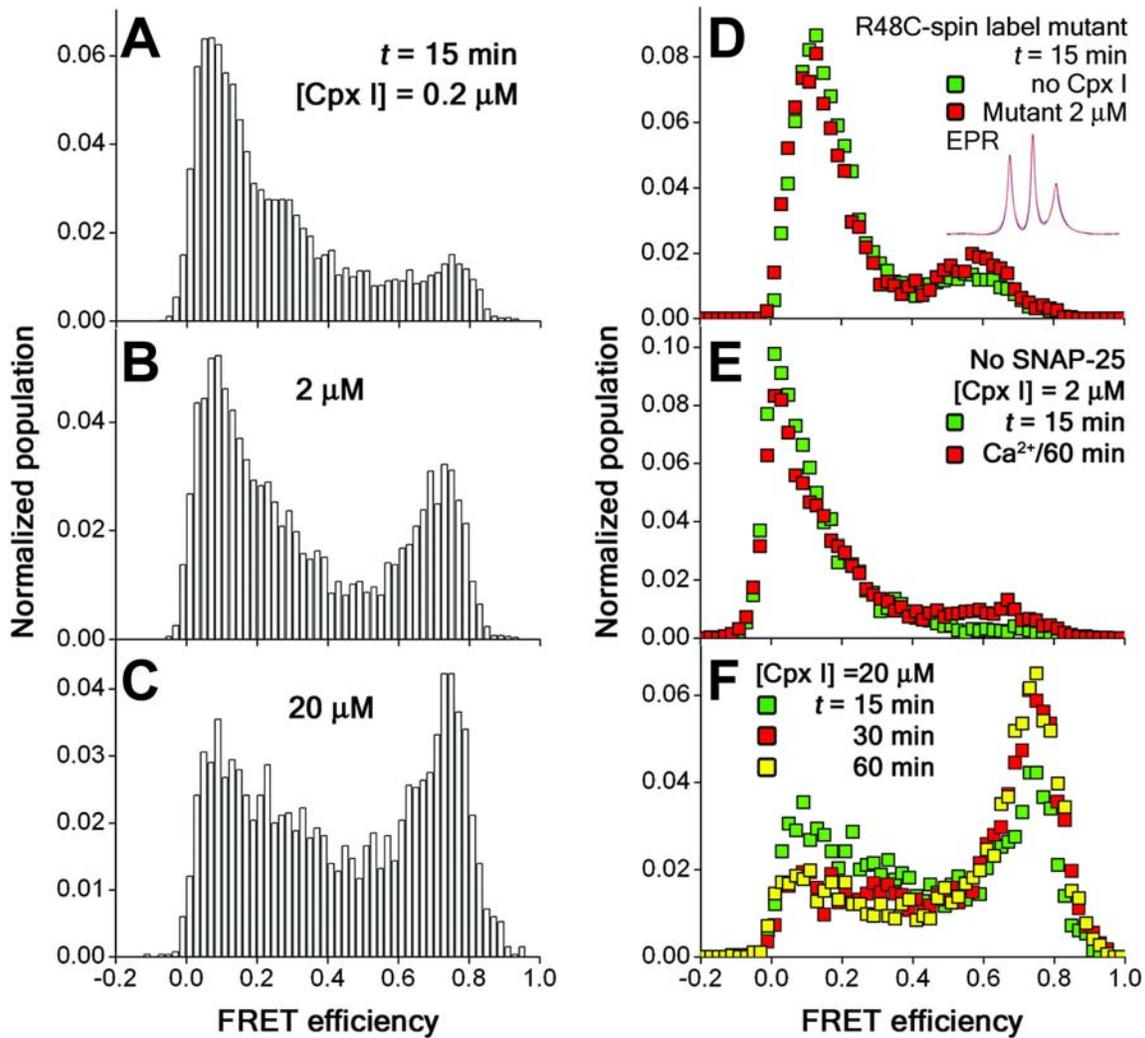 A
t = 15 min
[Cpx I] = 0.2 μM
0.06
0.04
0.02
0.00
B
2 μM
0.04
0.02
0.00
C
20 μM
0.04
0.03
0.02
0.01
0.00
-0.2 0.0 0.2 0.4 0.6 0.8 1.0
FRET efficiency
Normalized population
D
R48C-spin label mutant
t = 15 min
no Cpx I
Mutant 2 μM
EPR
0.08
0.06
0.04
0.02
0.00
E
No SNAP-25
[Cpx I] = 2 μM
t = 15 min
Ca²⁺/60 min
0.10
0.08
0.06
0.04
0.02
0.00
F
[Cpx I] =20 μM
t = 15 min
30 min
60 min
0.06
0.04
0.02
0.00
-0.2 0.0 0.2 0.4 0.6 0.8 1.0
FRET efficiency
Normalized population